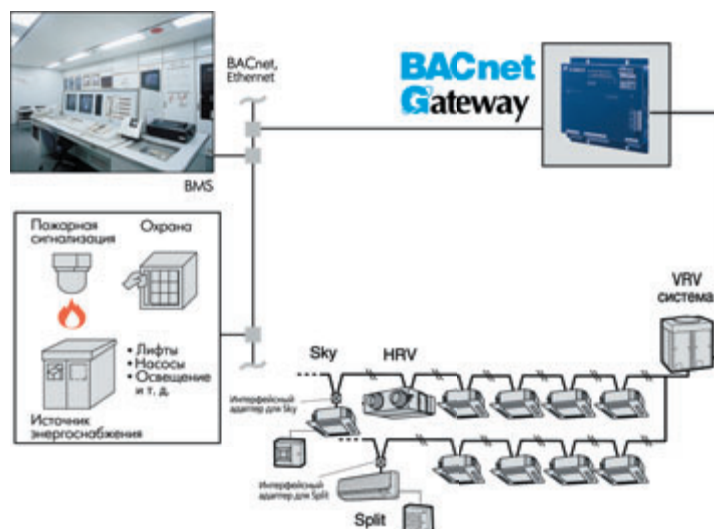 BACnet,
Ethernet
BACnet
Gateway
BMS
Пожарная
сигнализация
Охрана
• Лифты
• Насосы
• Освещение
и т. д.
Источник
энергоснабжения
VRV
система
Sky
HRV
Интерфейсный
адаптер для Sky
Интерфейсный
адаптер для Split
Split